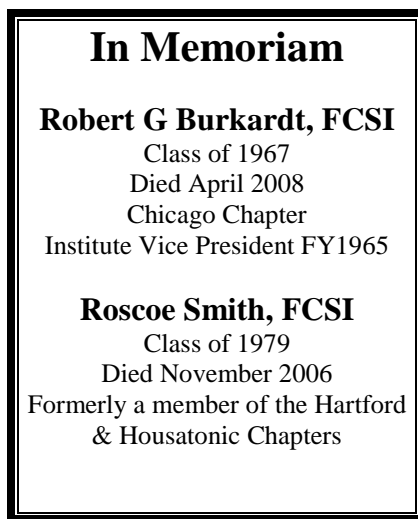 In Memoriam
Robert G Burkardt, FCSI
Class of 1967
Died April 2008
Chicago Chapter
Institute Vice President FY1965
Roscoe Smith, FCSI
Class of 1979
Died November 2006
Formerly a member of the Hartford
& Housatonic Chapters